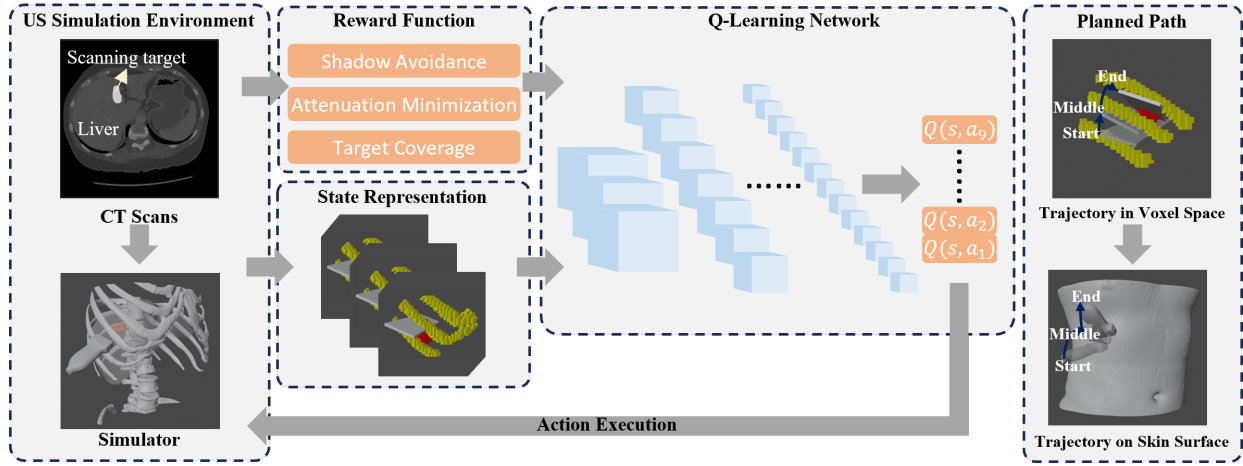 US Simulation Environment
Scanning target
Liver
CT Scans
Simulator
Reward Function
Shadow Avoidance
Attenuation Minimization
Target Coverage
State Representation
Q-Learning Network
......
Q(s, a₉)
Q(s, a₂)
Q(s, a₁)
Action Execution
Planned Path
End
Middle
Start
Trajectory in Voxel Space
End
Middle
Start
Trajectory on Skin Surface